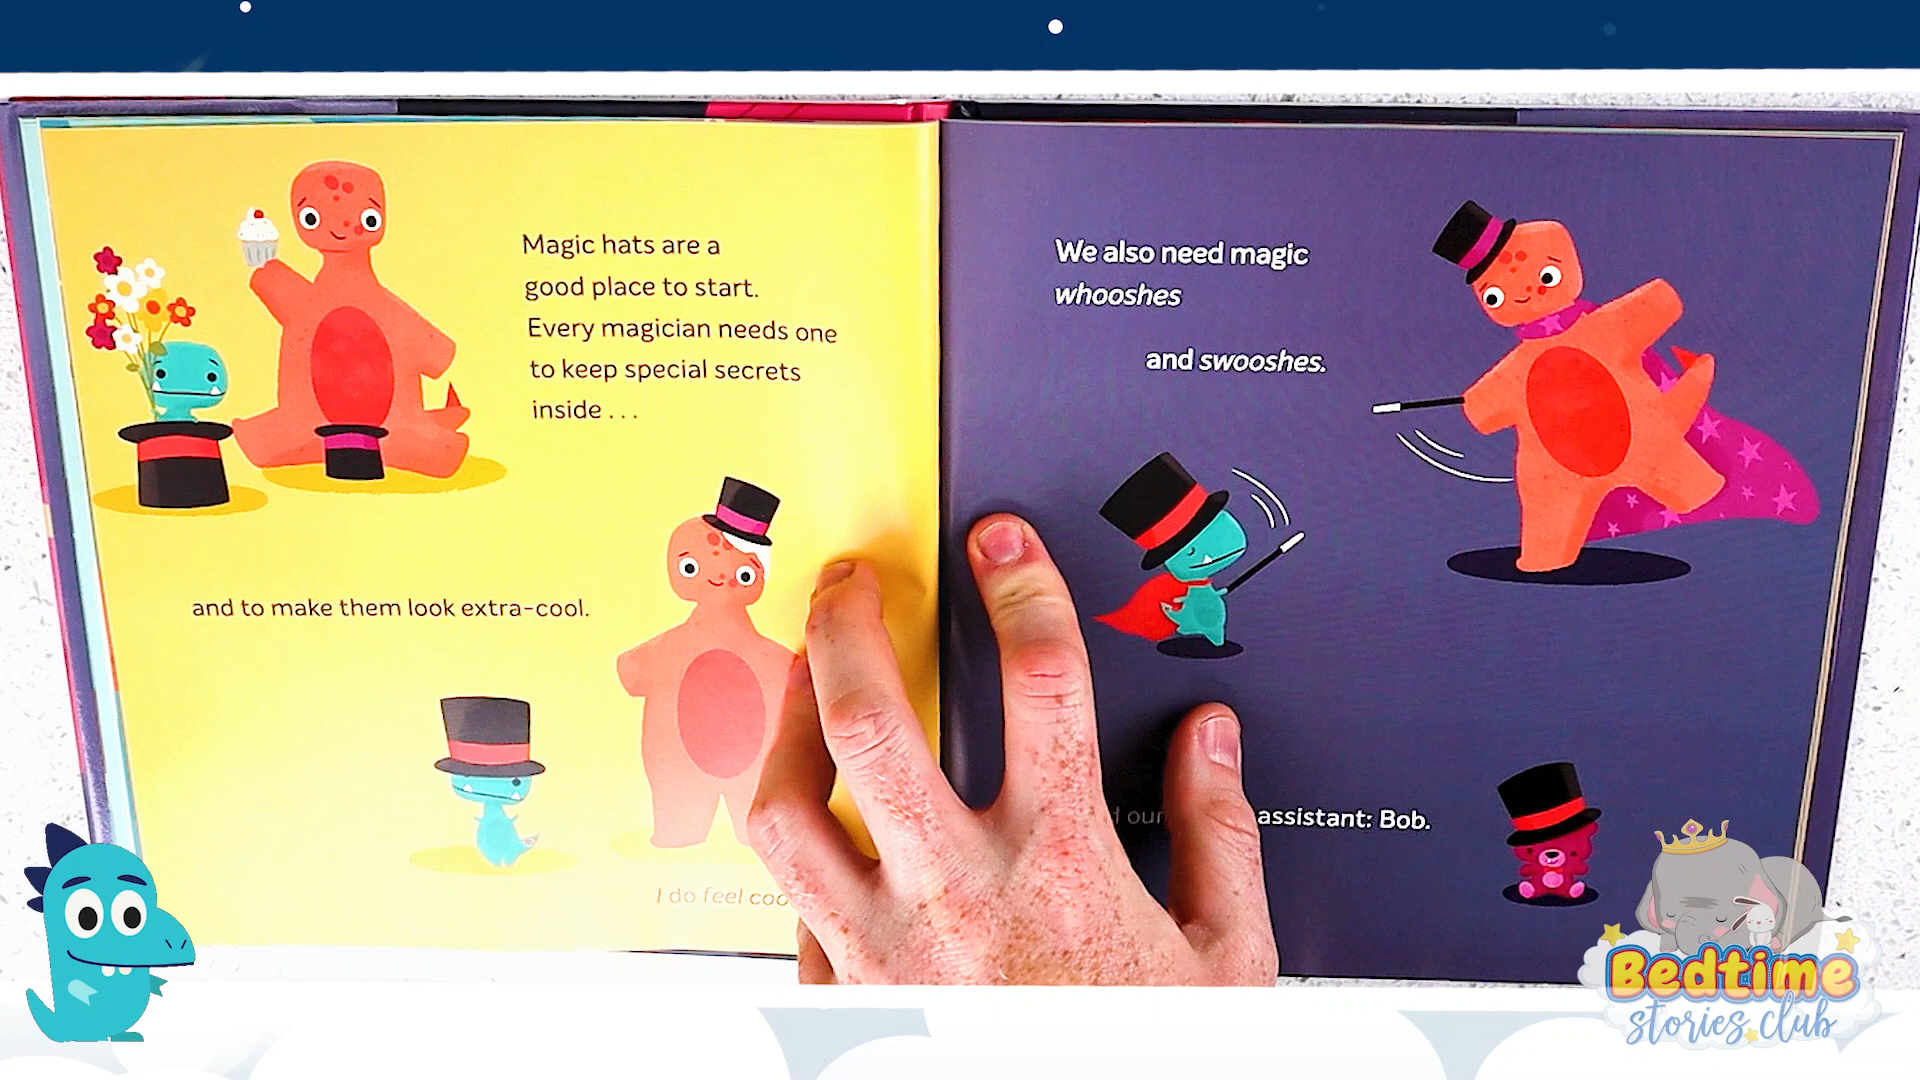 Magic hats are a
good place to start.
Every magician needs one
to keep special secrets
inside . . .
and to make them look extra-cool.
I do feel
We also need magic
whooshes
and swooshes.
our assistant: Bob.
Bedtime
stories club